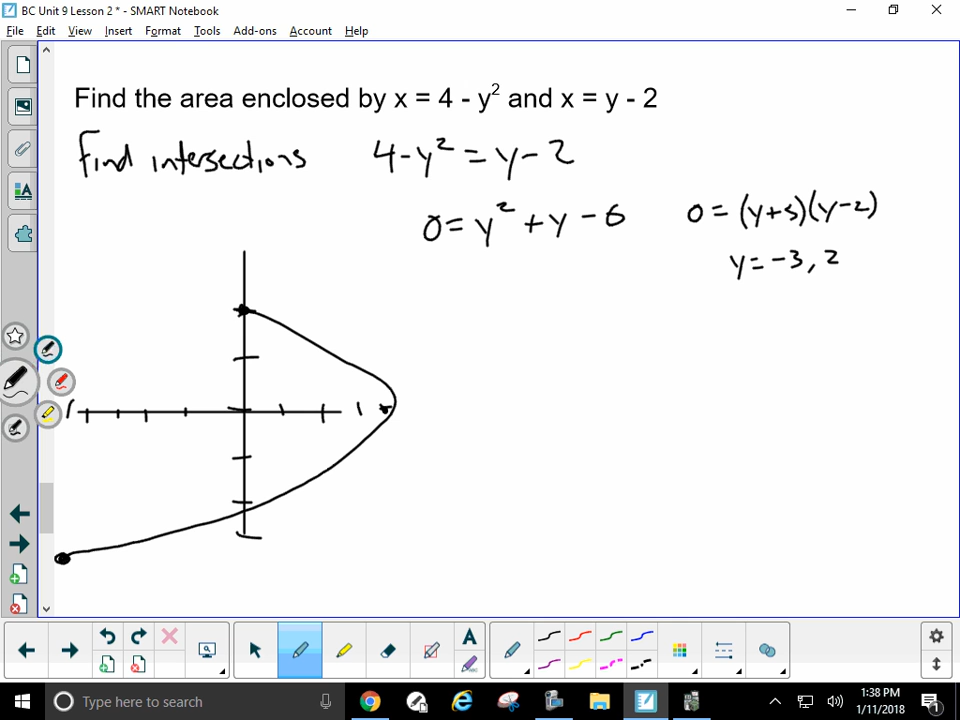 BC Unit 9 Lesson 2 * - SMART Notebook
File Edit View Insert Format Tools Add-ons Account Help
Find the area enclosed by x = 4 - y² and x = y - 2
Find intersections 4-y² = y-2
0 = y² + y - 6 0 = (y+3)(y-2)
y = -3, 2
A
Type here to search
1:38 PM
1/11/2018
1